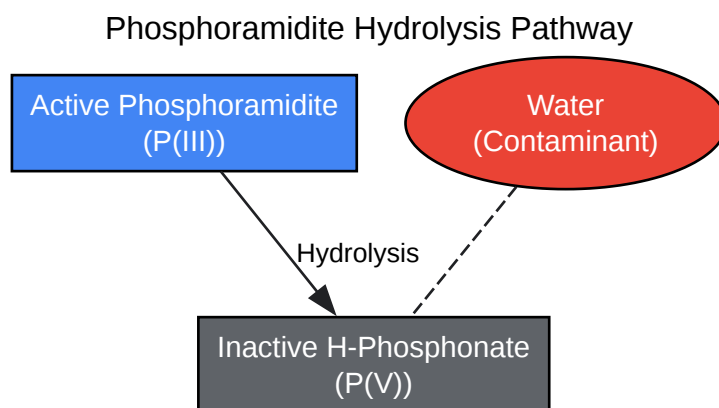 Phosphoramidite Hydrolysis Pathway
Active Phosphoramidite
(P(III))
Water
(Contaminant)
Hydrolysis
Inactive H-Phosphonate
(P(V))